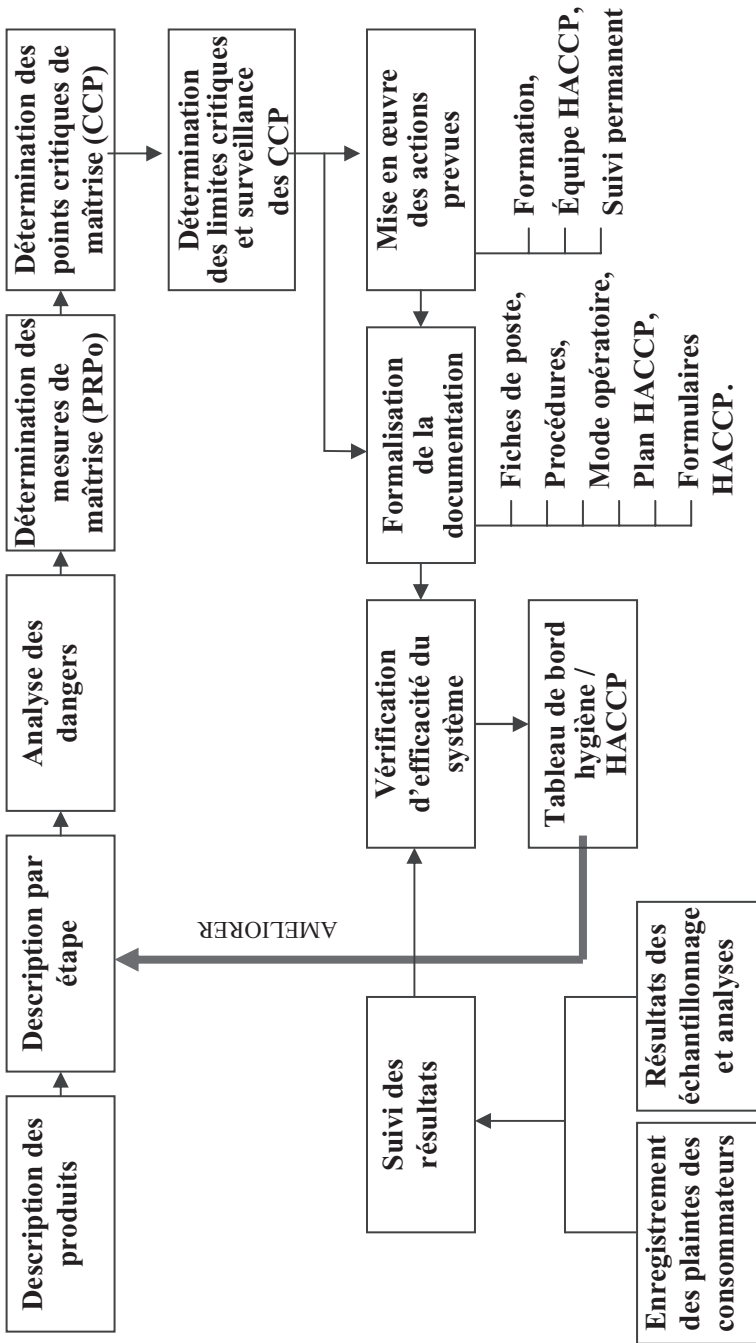 Description des
produits
Description par
étape
Analyse des
dangers
Détermination des
mesures de
maîtrise (PRPo)
Détermination des
points critiques de
maîtrise (CCP)
Détermination
des limites critiques
et surveillance
des CCP
Mise en œuvre
des actions
prevues
Formation,
Équipe HACCP,
Suivi permanent
Formalisation
de la
documentation
Fiches de poste,
Procédures,
Mode opératoire,
Plan HACCP,
Formulaires
HACCP.
Vérification
d’efficacité du
système
Tableau de bord
hygiène /
HACCP
AMELIORER
Suivi des
résultats
Enregistrement
des plaintes des
consommateurs
Résultats des
échantillonnage
et analyses